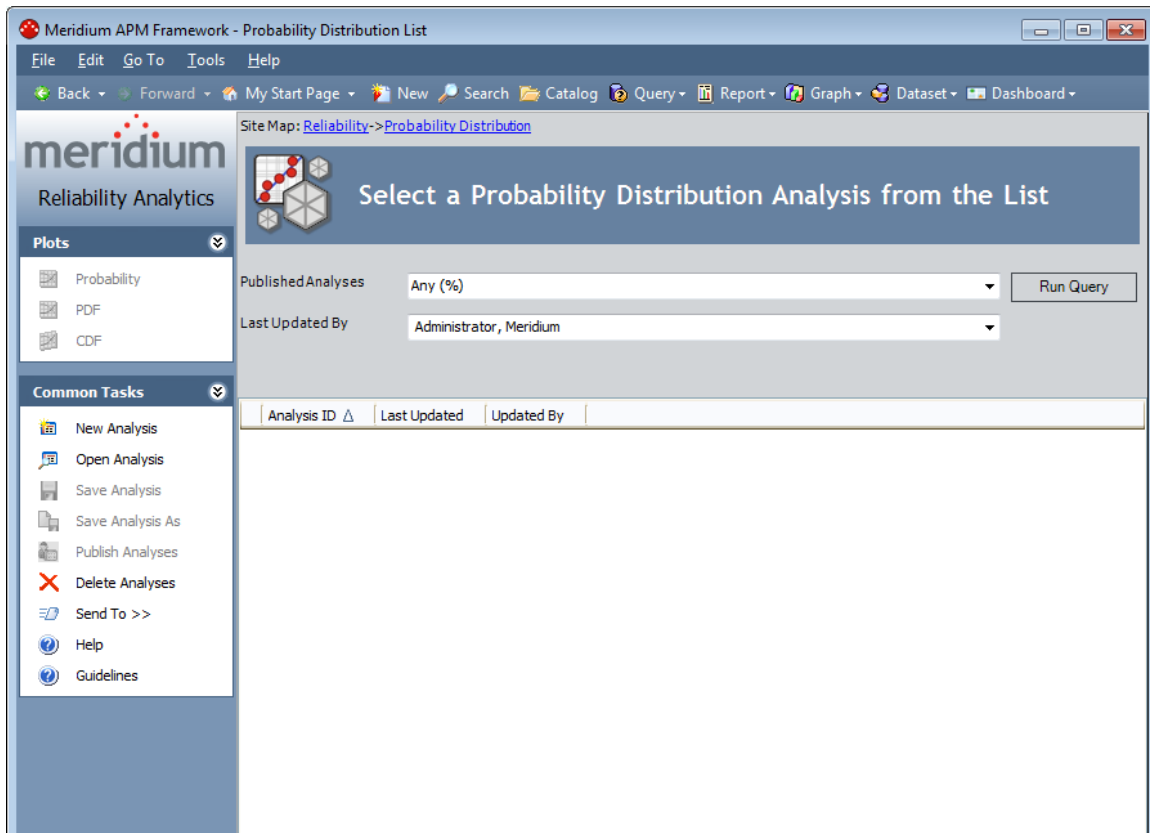 Meridium APM Framework - Probability Distribution List
File Edit Go To Tools Help
Back Forward My Start Page New Search Catalog Query Report Graph Dataset Dashboard
meridium
Reliability Analytics
Plots
Probability
PDF
CDF
Common Tasks
New Analysis
Open Analysis
Save Analysis
Save Analysis As
Publish Analyses
Delete Analyses
Send To >>
Help
Guidelines
Site Map: Reliability->Probability Distribution
Select a Probability Distribution Analysis from the List
Published Analyses Any (%) Run Query
Last Updated By Administrator, Meridium
Analysis ID Last Updated Updated By